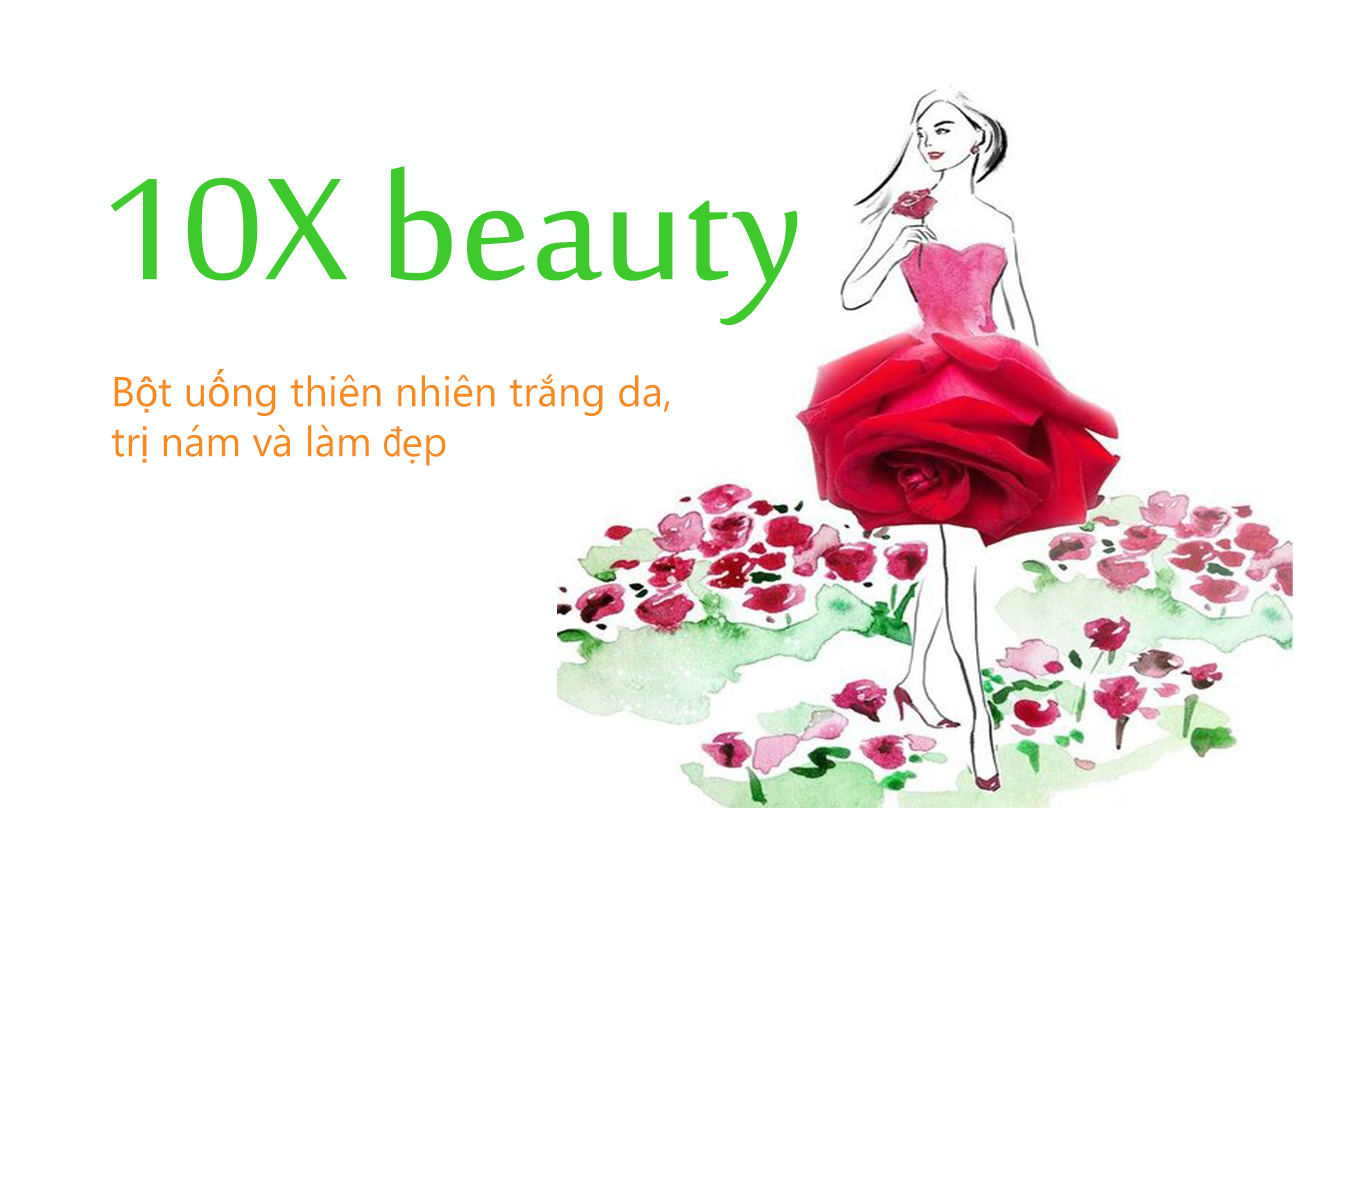 10X beauty
Bột uống thiên nhiên trắng da,
trị nám và làm đẹp